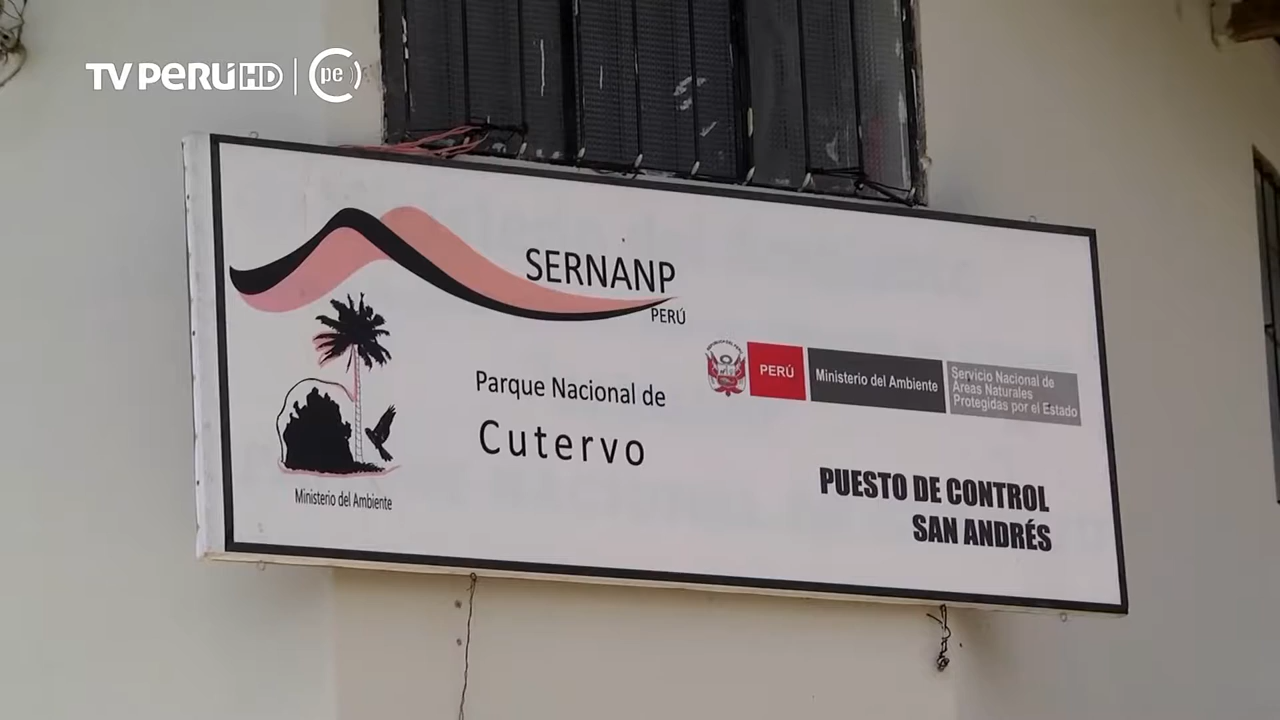 TV PERÚ HD
pe
SERNANP
PERÚ
Parque Nacional de
Cutervo
Ministerio del Ambiente
PERÚ
Ministerio del Ambiente
Servicio Nacional de
Áreas Naturales
Protegidas por el Estado
PUESTO DE CONTROL
SAN ANDRÉS